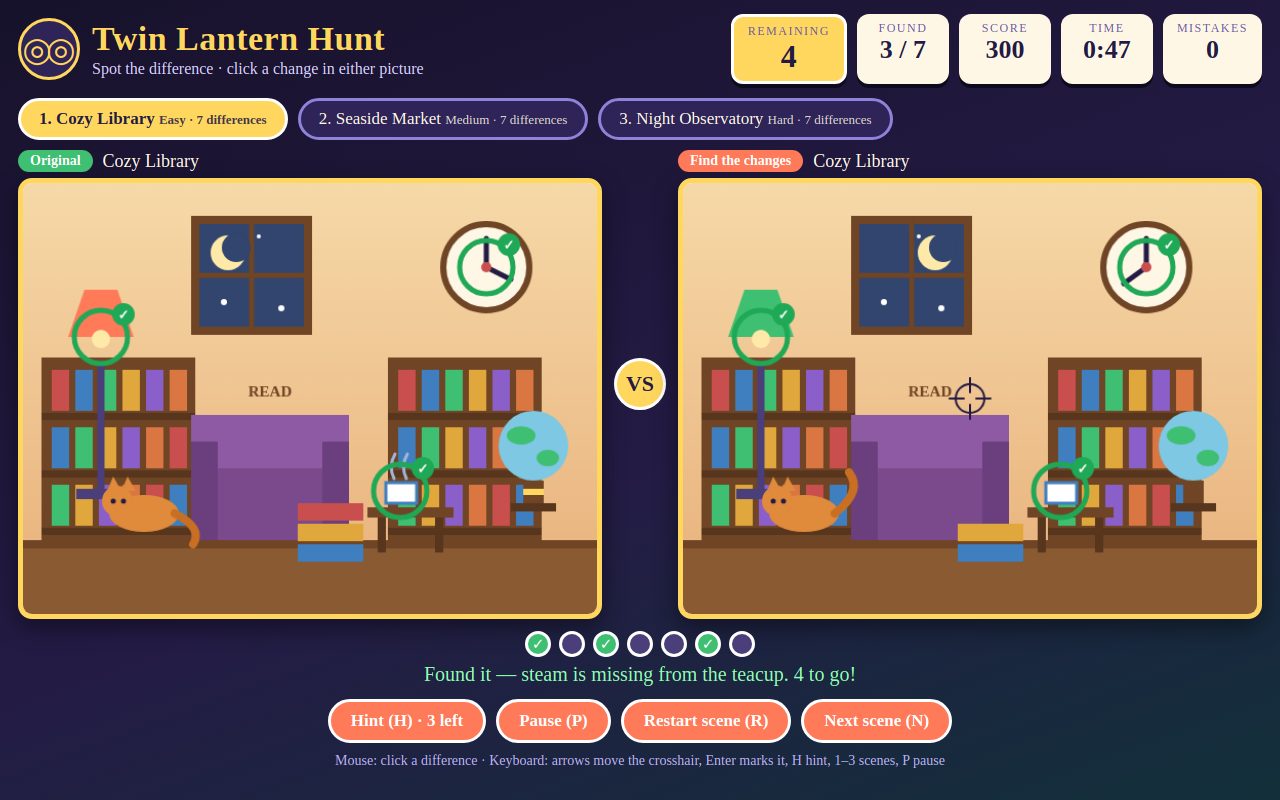 Twin Lantern Hunt
Spot the difference · click a change in either picture
REMAINING
4
FOUND
3 / 7
SCORE
300
TIME
0:47
MISTAKES
0
1. Cozy Library Easy · 7 differences
2. Seaside Market Medium · 7 differences
3. Night Observatory Hard · 7 differences
Original Cozy Library
Find the changes Cozy Library
READ
VS
READ
Found it — steam is missing from the teacup. 4 to go!
Hint (H) · 3 left
Pause (P)
Restart scene (R)
Next scene (N)
Mouse: click a difference · Keyboard: arrows move the crosshair, Enter marks it, H hint, 1–3 scenes, P pause